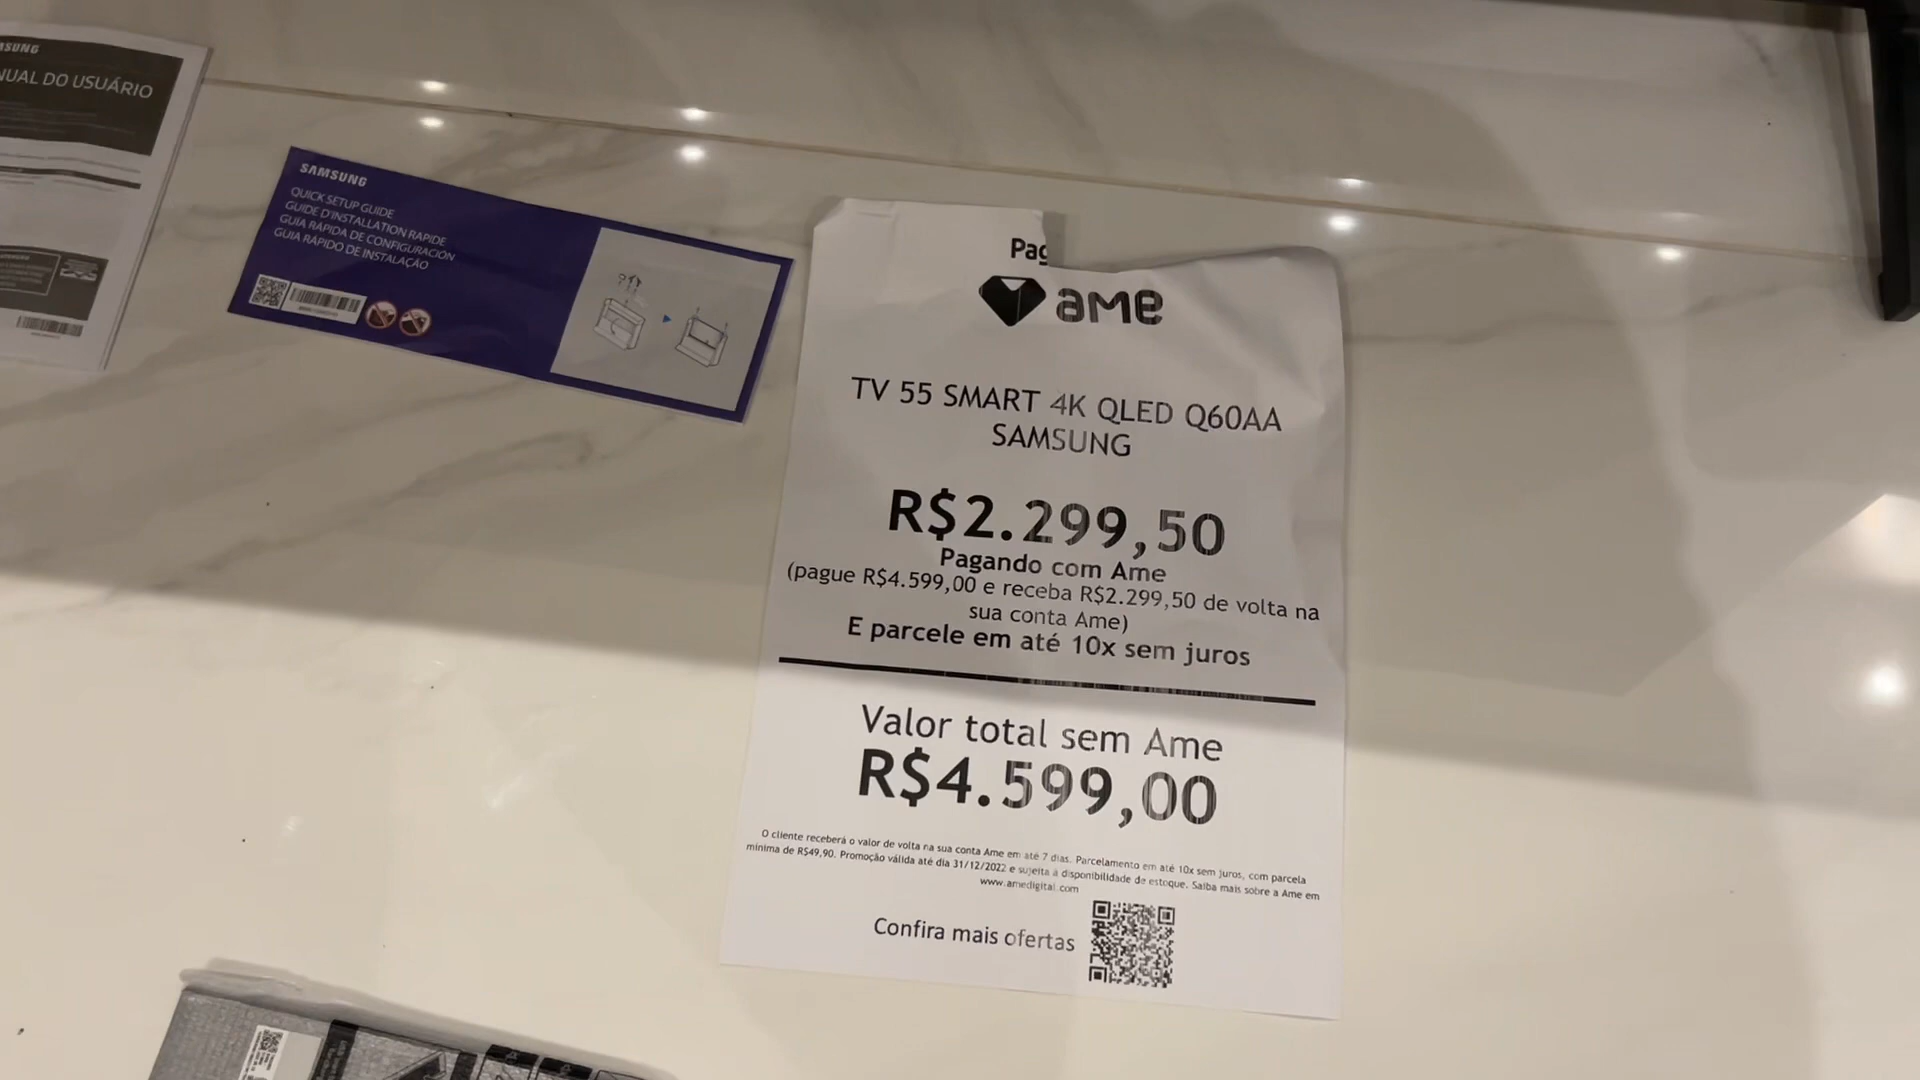 MANUAL DO USUÁRIO
SAMSUNG
QUICK SETUP GUIDE
GUIDE D'INSTALLATION RAPIDE
GUÍA RÁPIDA DE CONFIGURACIÓN
GUIA RÁPIDO DE INSTALAÇÃO
Pag
ame
TV 55 SMART 4K QLED Q60AA
SAMSUNG
R$2.299,50
Pagando com Ame
(pague R$4.599,00 e receba R$2.299,50 de volta na
sua conta Ame)
E parcele em até 10x sem juros
Valor total sem Ame
R$4.599,00
O cliente receberá o valor de volta na sua conta Ame em até 7 dias. Parcelamento em até 10x sem juros, com parcela
mínima de R$49,90. Promoção válida até dia 31/12/2022 e sujeita à disponibilidade de estoque. Saiba mais sobre a Ame em
www.amedigital.com
Confira mais ofertas